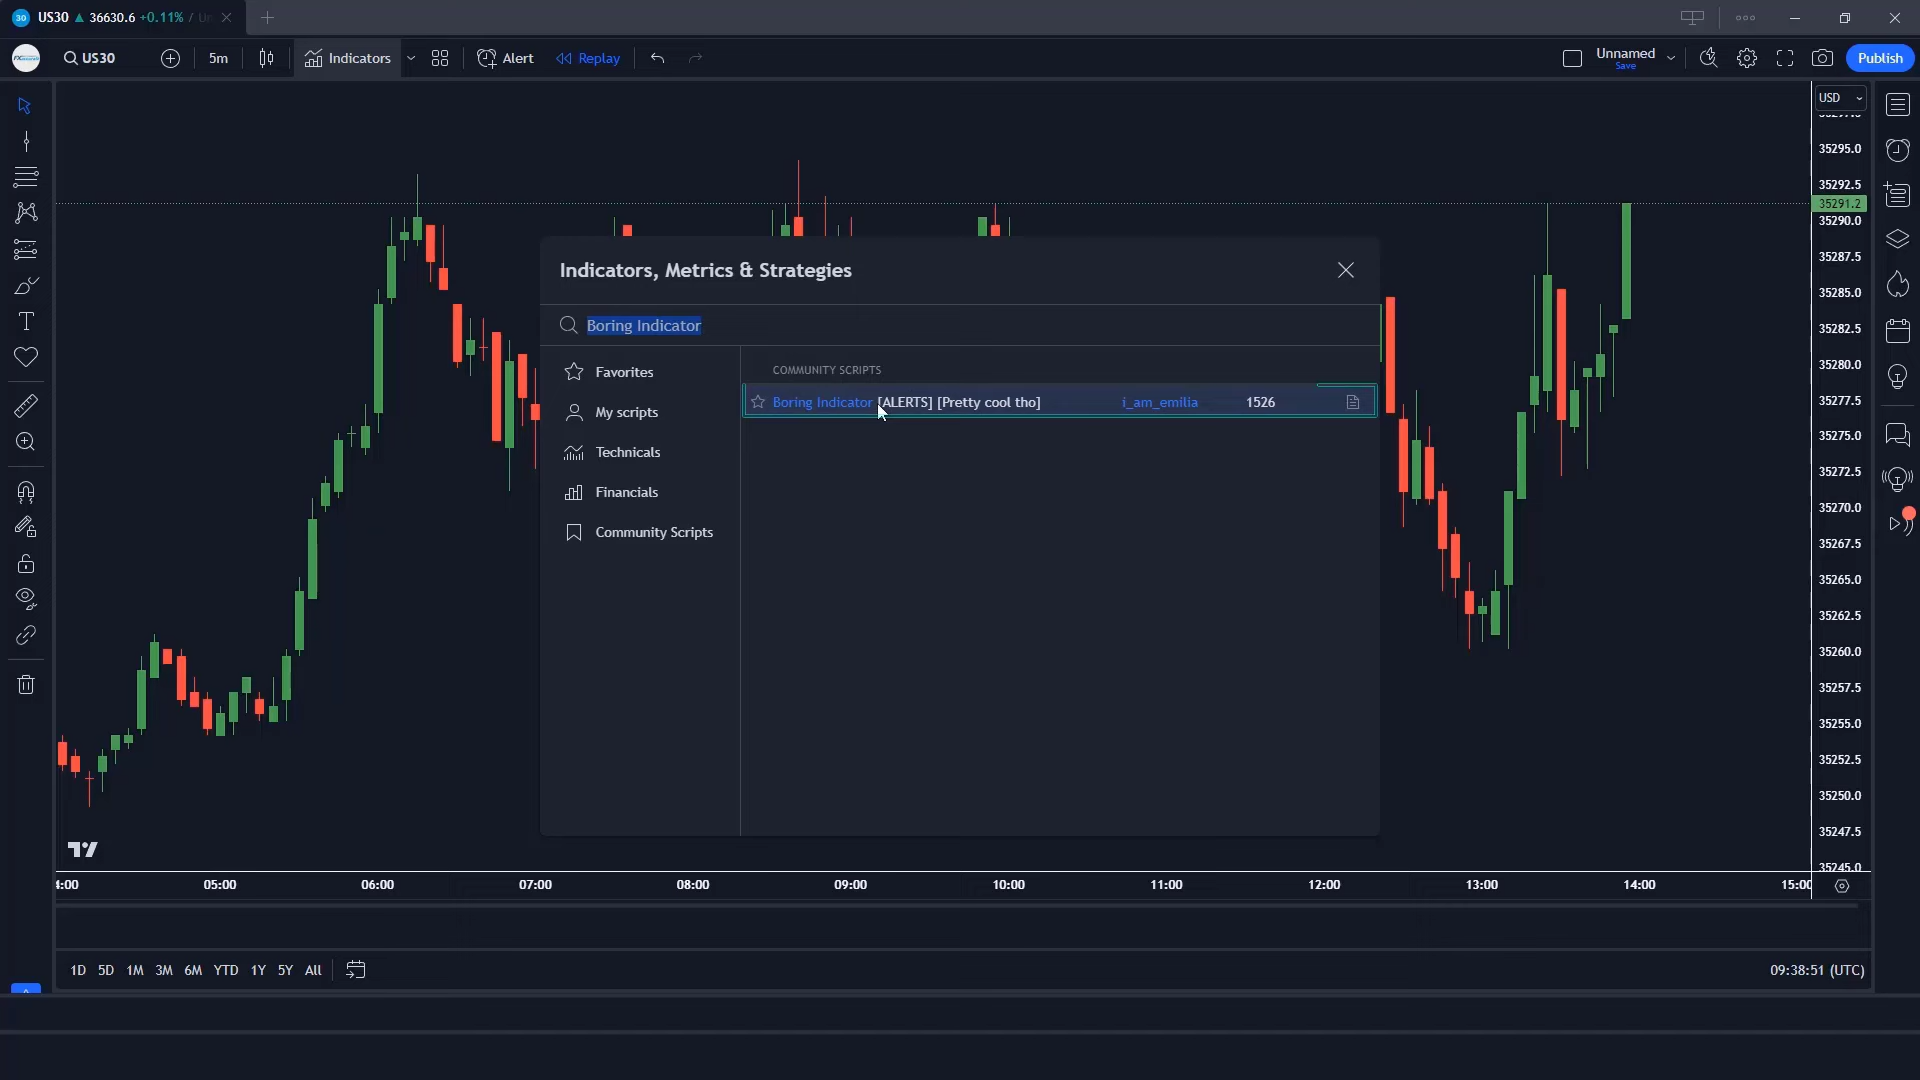 30 US30 ▲ 36630.6 +0.11% / Un
US30
5m
Indicators
Alert
Replay
Unnamed
Save
Publish
USD
35295.0
35292.5
35291.2
35290.0
35287.5
35285.0
35282.5
35280.0
35277.5
35275.0
35272.5
35270.0
35267.5
35265.0
35262.5
35260.0
35257.5
35255.0
35252.5
35250.0
35247.5
35245.0
Indicators, Metrics & Strategies
Boring Indicator
Favorites
My scripts
Technicals
Financials
Community Scripts
COMMUNITY SCRIPTS
Boring Indicator [ALERTS] [Pretty cool tho] i_am_emilia 1526
4:00 05:00 06:00 07:00 08:00 09:00 10:00 11:00 12:00 13:00 14:00 15:00
1D 5D 1M 3M 6M YTD 1Y 5Y All
09:38:51 (UTC)